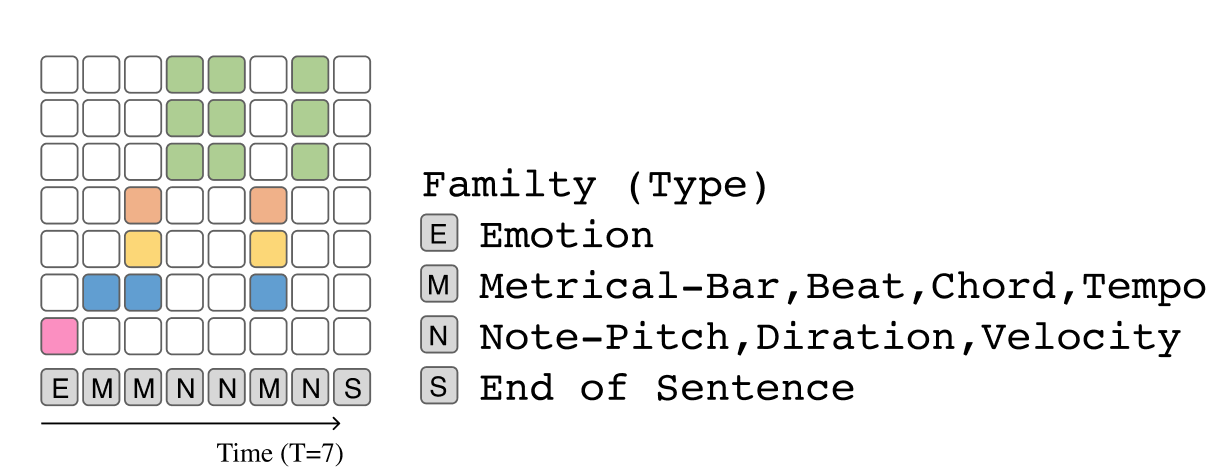 Familty (Type)
E Emotion
M Metrical-Bar,Beat,Chord,Tempo
N Note-Pitch,Diration,Velocity
S End of Sentence
E M M N N M N S
Time (T=7)